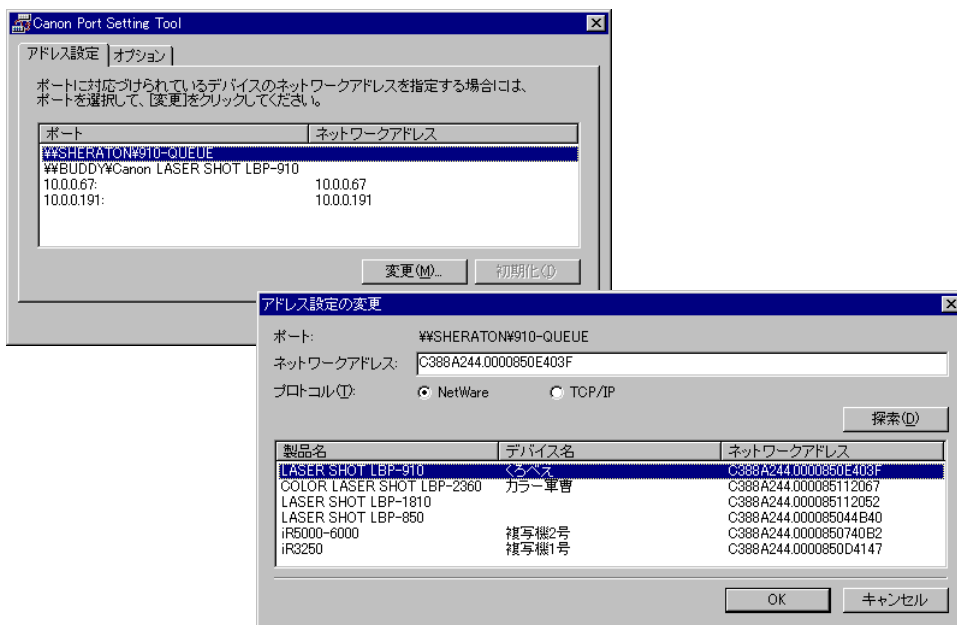 Canon Port Setting Tool
アドレス設定 オプション
ポートに対応づけられているデバイスのネットワークアドレスを指定する場合には、
ポートを選択して、[変更]をクリックしてください。
ポート ネットワークアドレス
¥¥SHERATON¥910-QUEUE
¥¥BUDDY¥Canon LASER SHOT LBP-910
10.0.0.67: 10.0.0.67
10.0.0.191: 10.0.0.191
変更(M)... 初期化(I)
アドレス設定の変更
ポート: ¥¥SHERATON¥910-QUEUE
ネットワークアドレス: C388A244.0000850E403F
プロトコル(T): NetWare TCP/IP
探索(D)
製品名 デバイス名 ネットワークアドレス
LASER SHOT LBP-910 くろべえ C388A244.0000850E403F
COLOR LASER SHOT LBP-2360 カラー軍曹 C388A244.000085112067
LASER SHOT LBP-1810 C388A244.000085112052
LASER SHOT LBP-850 C388A244.000085044B40
iR5000-6000 複写機2号 C388A244.0000850740B2
iR3250 複写機1号 C388A244.0000850D4147
OK キャンセル